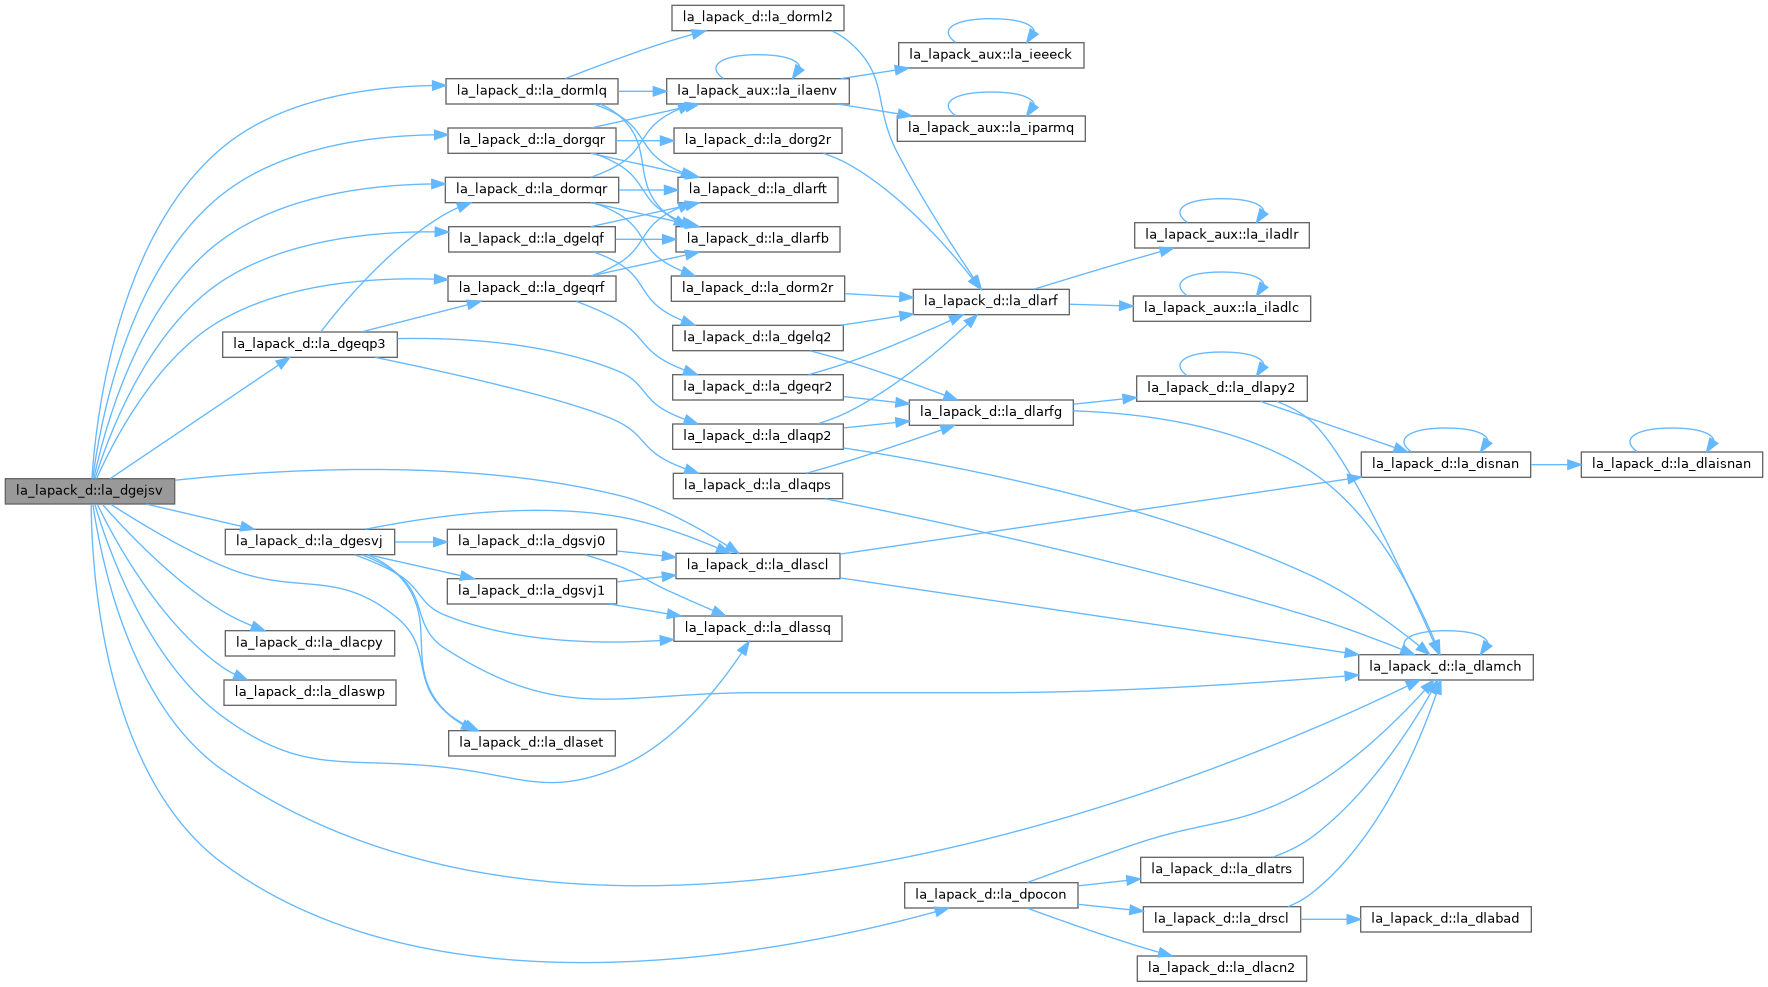 la_lapack_d::la_dorml2
la_lapack_aux::la_ieeeck
la_lapack_d::la_dormlq
la_lapack_aux::la_ilaenv
la_lapack_aux::la_iparmq
la_lapack_d::la_dorgqr
la_lapack_d::la_dorg2r
la_lapack_d::la_dormqr
la_lapack_d::la_dlarft
la_lapack_d::la_dgelqf
la_lapack_d::la_dlarfb
la_lapack_aux::la_iladlr
la_lapack_d::la_dgeqrf
la_lapack_d::la_dorm2r
la_lapack_d::la_dlarf
la_lapack_aux::la_iladlc
la_lapack_d::la_dgeqp3
la_lapack_d::la_dgelq2
la_lapack_d::la_dgeqr2
la_lapack_d::la_dlapy2
la_lapack_d::la_dlarfg
la_lapack_d::la_dlaqp2
la_lapack_d::la_disnan
la_lapack_d::la_dlaisnan
la_lapack_d::la_dgejsv
la_lapack_d::la_dlaqps
la_lapack_d::la_dgesvj
la_lapack_d::la_dgsvj0
la_lapack_d::la_dlascl
la_lapack_d::la_dgsvj1
la_lapack_d::la_dlassq
la_lapack_d::la_dlacpy
la_lapack_d::la_dlamch
la_lapack_d::la_dlaswp
la_lapack_d::la_dlaset
la_lapack_d::la_dlatrs
la_lapack_d::la_dpocon
la_lapack_d::la_drscl
la_lapack_d::la_dlabad
la_lapack_d::la_dlacn2